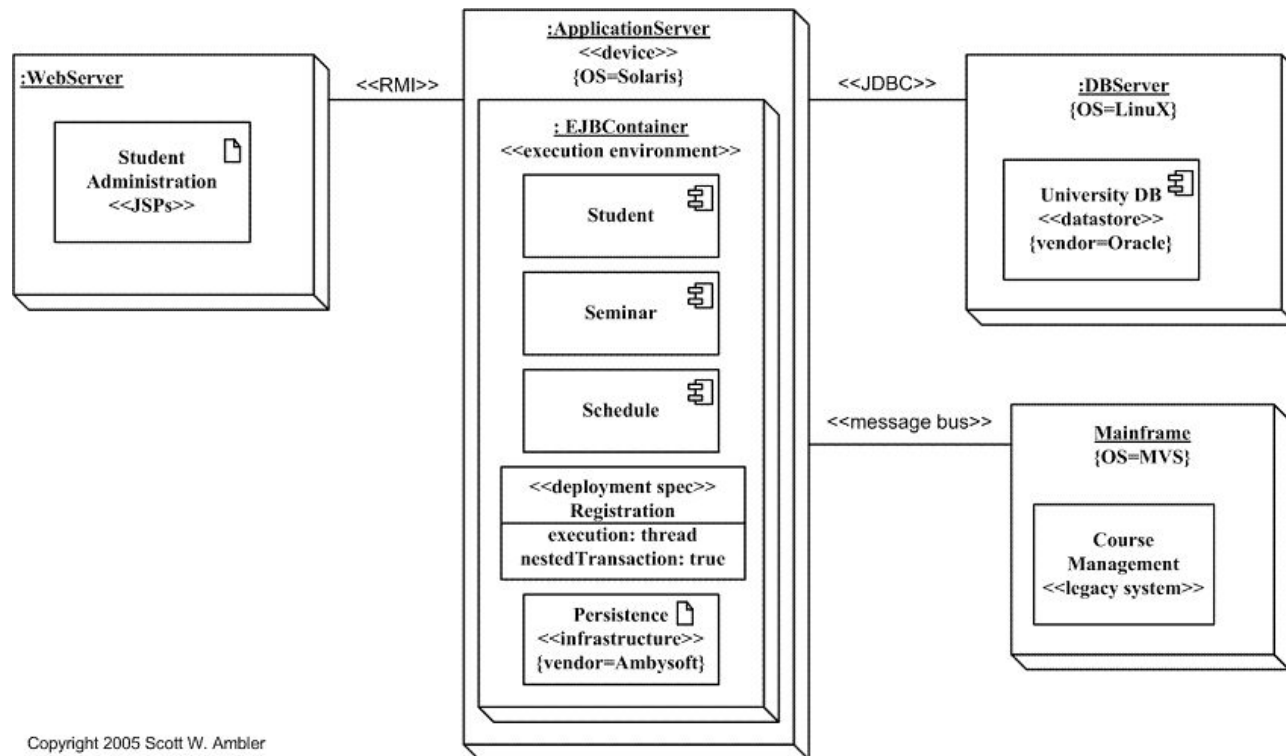 :WebServer
Student
Administration
<<JSPs>>
<<RMI>>
:ApplicationServer
<<device>>
{OS=Solaris}
: EJBContainer
<<execution environment>>
Student
Seminar
Schedule
<<deployment spec>>
Registration
execution: thread
nestedTransaction: true
Persistence
<<infrastructure>>
{vendor=Ambysoft}
<<JDBC>>
:DBServer
{OS=LinuX}
University DB
<<datastore>>
{vendor=Oracle}
<<message bus>>
Mainframe
{OS=MVS}
Course
Management
<<legacy system>>
Copyright 2005 Scott W. Ambler